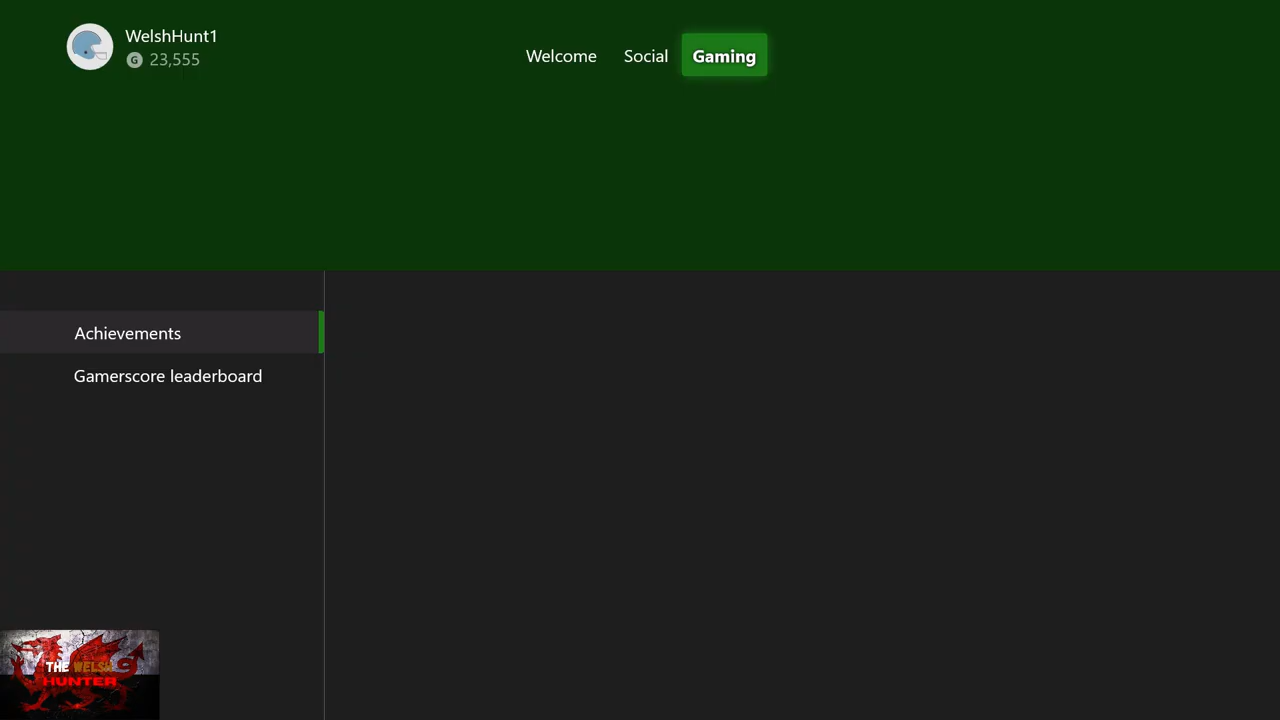 WelshHunt1
G 23,555
Welcome Social Gaming
Achievements
Gamerscore leaderboard
THE WELSH
HUNTER